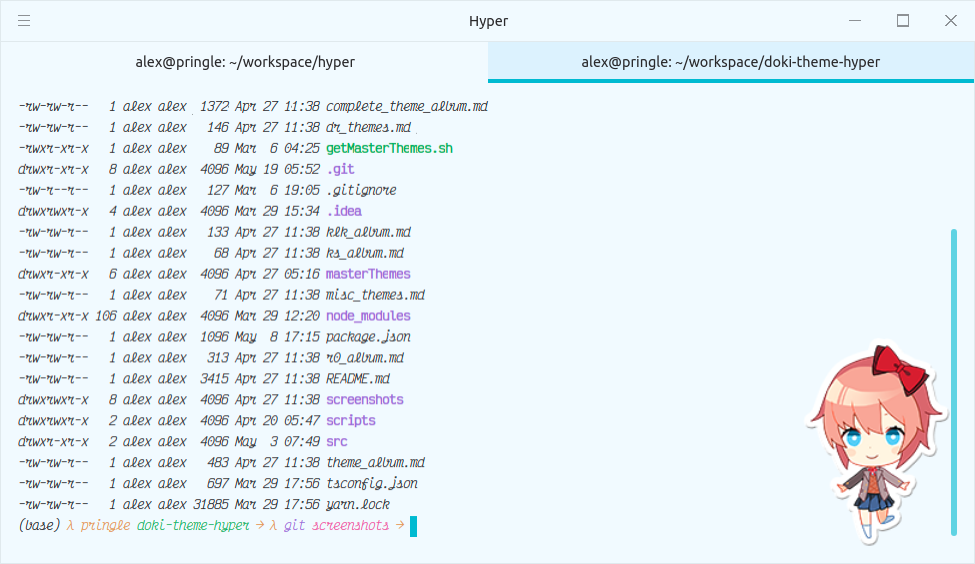 Hyper
alex@pringle: ~/workspace/hyper
alex@pringle: ~/workspace/doki-theme-hyper
-rw-rw-r-- 1 alex alex 1372 Apr 27 11:38 complete_theme_album.md
-rw-rw-r-- 1 alex alex 146 Apr 27 11:38 dr_themes.md
-rwxr-xr-x 1 alex alex 89 Mar 6 04:25 getMasterThemes.sh
drwxr-xr-x 8 alex alex 4096 May 19 05:52 .git
-rw-r--r-- 1 alex alex 127 Mar 6 19:05 .gitignore
drwxrwxr-x 4 alex alex 4096 Mar 29 15:34 .idea
-rw-rw-r-- 1 alex alex 133 Apr 27 11:38 klk_album.md
-rw-rw-r-- 1 alex alex 68 Apr 27 11:38 ks_album.md
drwxr-xr-x 6 alex alex 4096 Apr 27 05:16 masterThemes
-rw-rw-r-- 1 alex alex 71 Apr 27 11:38 misc_themes.md
drwxr-xr-x 106 alex alex 4096 Mar 29 12:20 node_modules
-rw-rw-r-- 1 alex alex 1096 May 8 17:15 package.json
-rw-rw-r-- 1 alex alex 313 Apr 27 11:38 r0_album.md
-rw-rw-r-- 1 alex alex 3415 Apr 27 11:38 README.md
drwxrwxr-x 8 alex alex 4096 Apr 27 11:38 screenshots
drwxrwxr-x 2 alex alex 4096 Apr 20 05:47 scripts
drwxr-xr-x 2 alex alex 4096 May 3 07:49 src
-rw-rw-r-- 1 alex alex 483 Apr 27 11:38 theme_album.md
-rw-rw-r-- 1 alex alex 697 Mar 29 17:56 tsconfig.json
-rw-rw-r-- 1 alex alex 31885 Mar 29 17:56 yarn.lock
(base) λ pringle doki-theme-hyper → λ git screenshots →